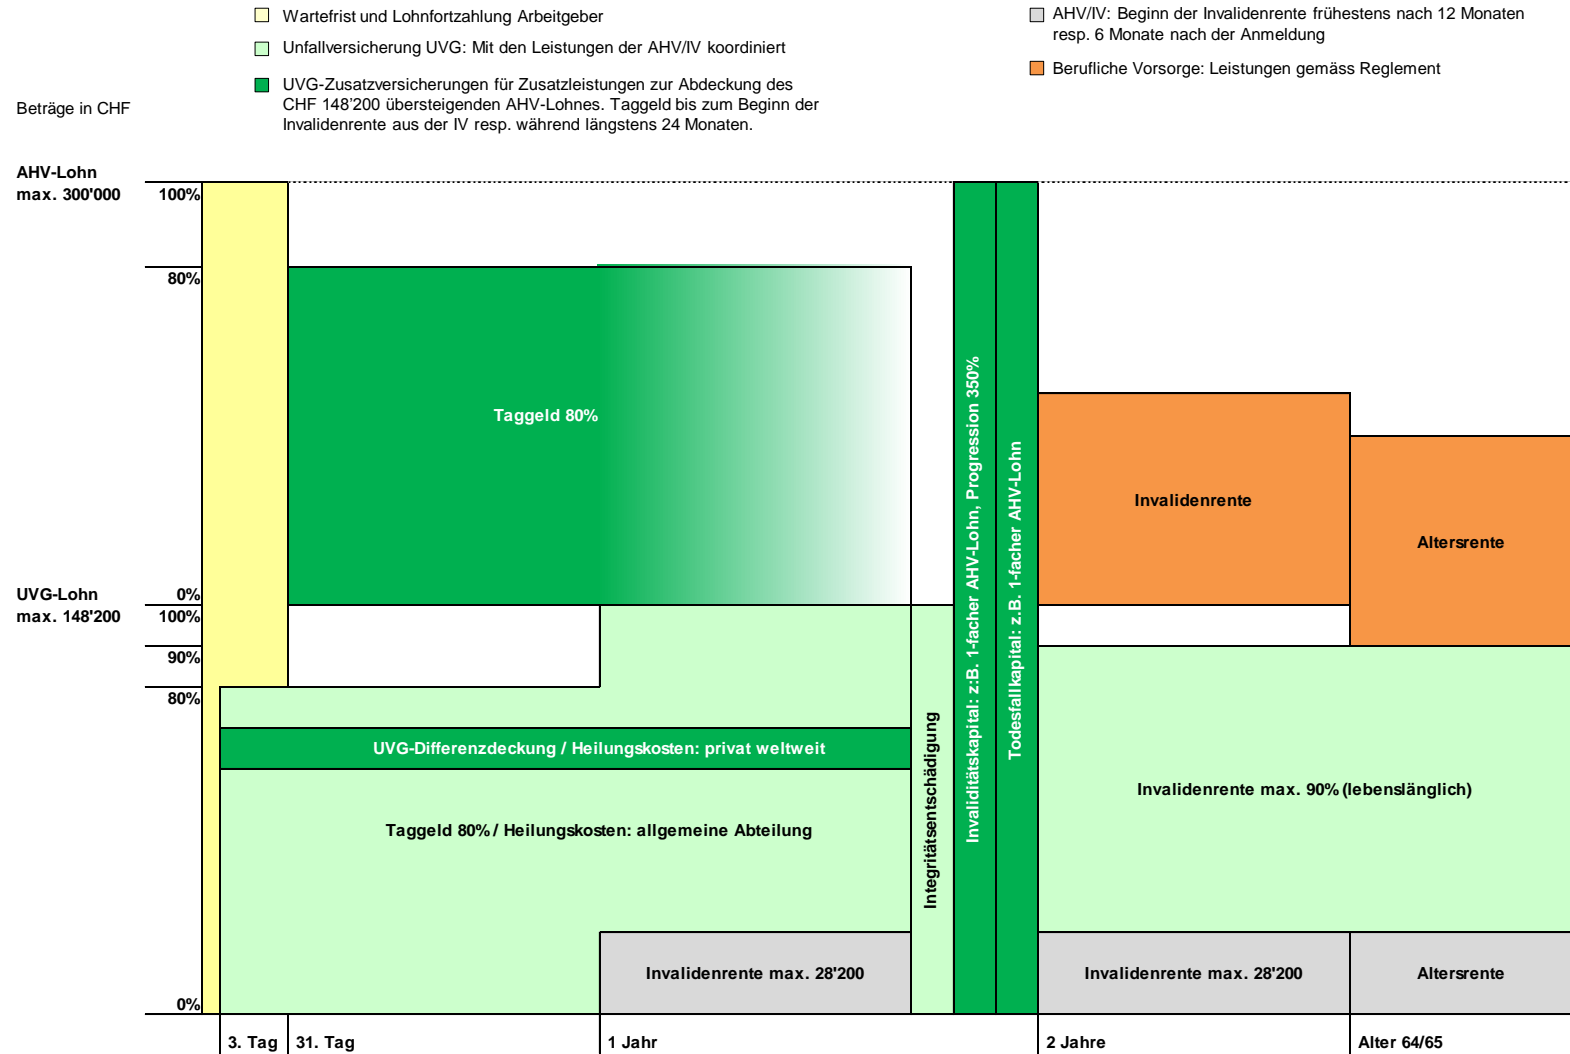 Wartefrist und Lohnfortzahlung Arbeitgeber
Unfallversicherung UVG: Mit den Leistungen der AHV/IV koordiniert
UVG-Zusatzversicherungen für Zusatzleistungen zur Abdeckung des
CHF 148'200 übersteigenden AHV-Lohnes. Taggeld bis zum Beginn der
Invalidenrente aus der IV resp. während längstens 24 Monaten.
AHV/IV: Beginn der Invalidenrente frühestens nach 12 Monaten
resp. 6 Monate nach der Anmeldung
Berufliche Vorsorge: Leistungen gemäss Reglement
Beträge in CHF
AHV-Lohn
max. 300'000
100%
80%
0%
UVG-Lohn
max. 148'200
100%
90%
80%
0%
Taggeld 80%
UVG-Differenzdeckung / Heilungskosten: privat weltweit
Taggeld 80% / Heilungskosten: allgemeine Abteilung
Invalidenrente max. 28'200
Integritätsentschädigung
Invaliditätskapital: z:B. 1-facher AHV-Lohn, Progression 350%
Todesfallkapital: z.B. 1-facher AHV-Lohn
Invalidenrente
Altersrente
Invalidenrente max. 90% (lebenslänglich)
Invalidenrente max. 28'200
Altersrente
3. Tag
31. Tag
1 Jahr
2 Jahre
Alter 64/65